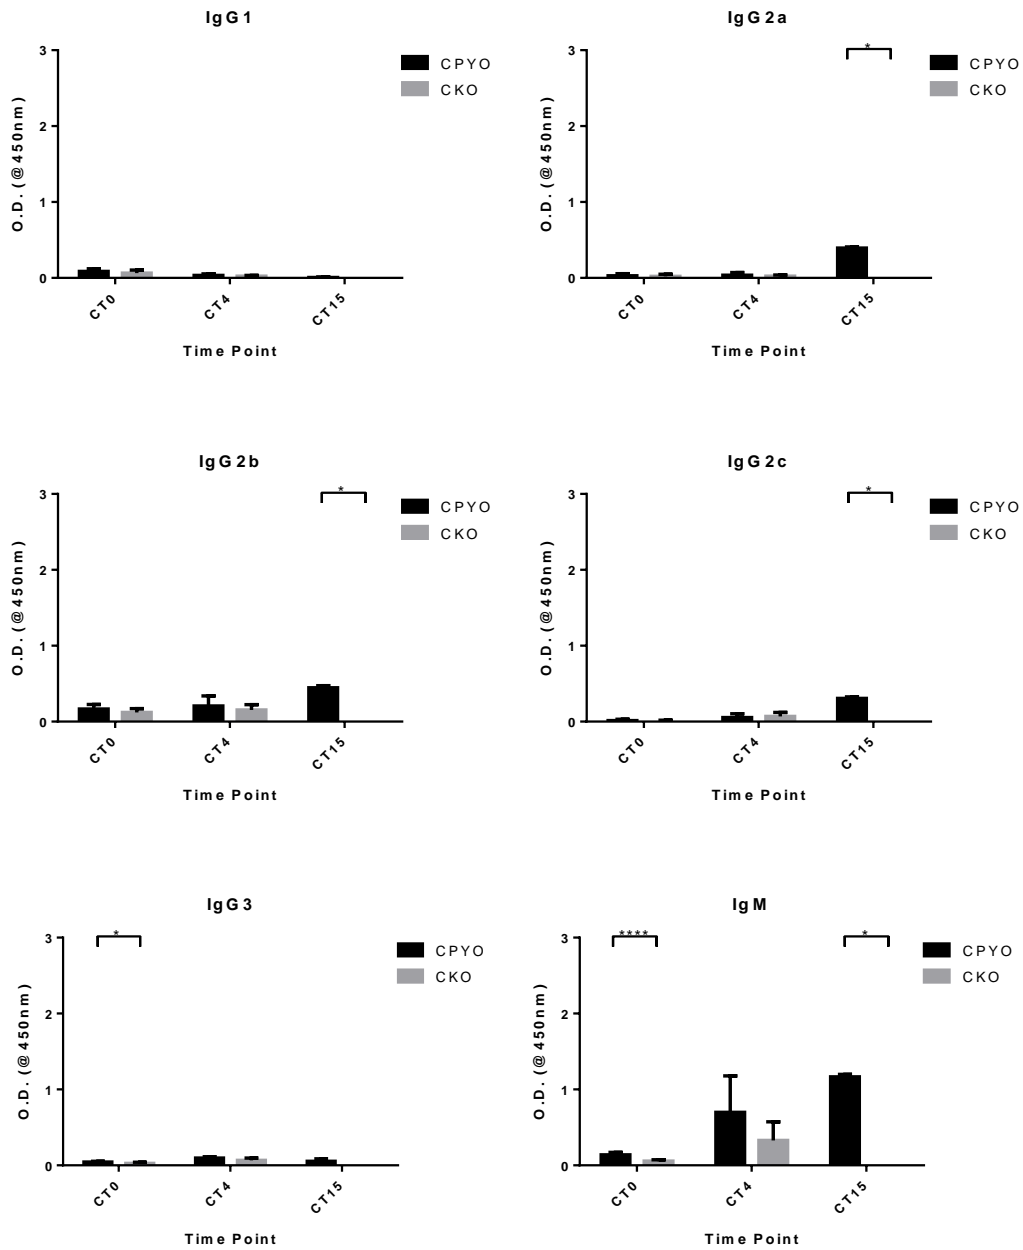 IgG1
3
2
1
0
O.D. (@450nm)
CPYO
CKO
CT0
CT4
CT15
Time Point
IgG2a
*
3
2
1
0
O.D. (@450nm)
CPYO
CKO
CT0
CT4
CT15
Time Point
IgG2b
*
3
2
1
0
O.D. (@450nm)
CPYO
CKO
CT0
CT4
CT15
Time Point
IgG2c
*
3
2
1
0
O.D. (@450nm)
CPYO
CKO
CT0
CT4
CT15
Time Point
IgG3
*
3
2
1
0
O.D. (@450nm)
CPYO
CKO
CT0
CT4
CT15
Time Point
IgM
**** *
3
2
1
0
O.D. (@450nm)
CPYO
CKO
CT0
CT4
CT15
Time Point